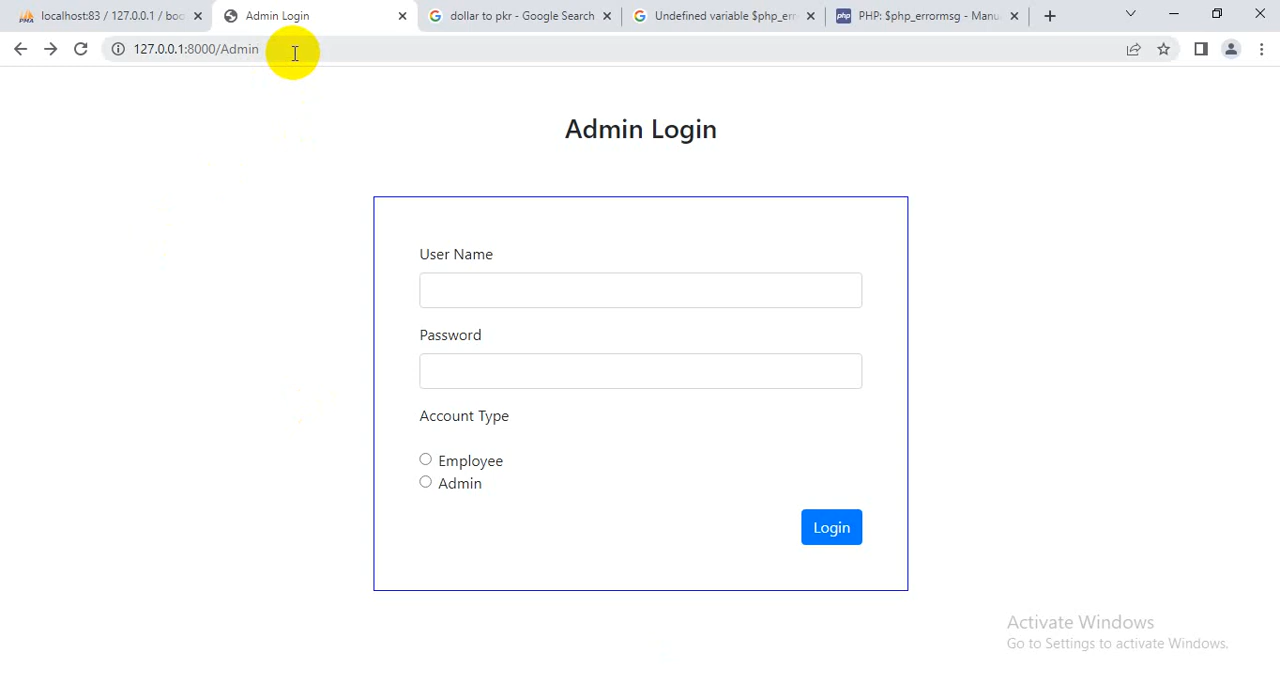 localhost:83 / 127.0.0.1 / boo
Admin Login
dollar to pkr - Google Search
Undefined variable $php_err
PHP: $php_errormsg - Manu
127.0.0.1:8000/Admin
Admin Login
User Name
Password
Account Type
Employee
Admin
Login
Activate Windows
Go to Settings to activate Windows.